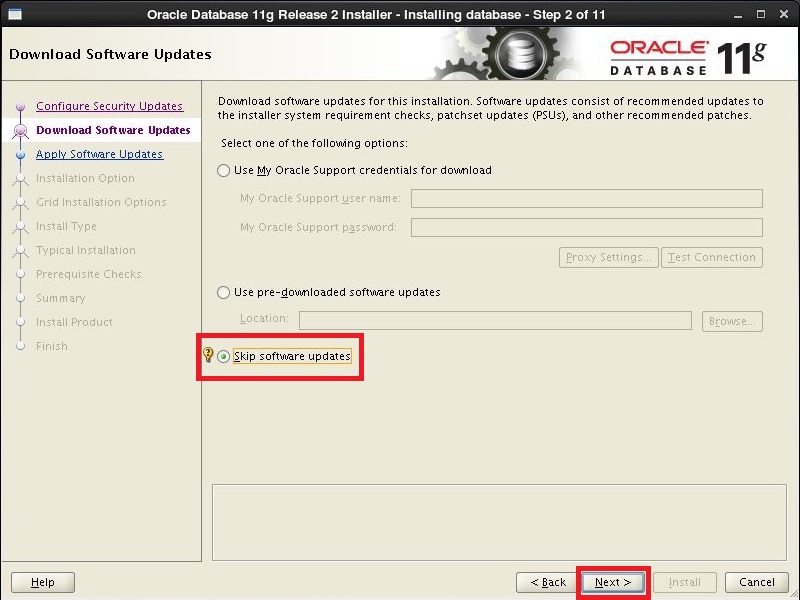 Oracle Database 11g Release 2 Installer - Installing database - Step 2 of 11
Download Software Updates
ORACLE
DATABASE 11g
Configure Security Updates
Download Software Updates
Apply Software Updates
Installation Option
Grid Installation Options
Install Type
Typical Installation
Prerequisite Checks
Summary
Install Product
Finish
Download software updates for this installation. Software updates consist of recommended updates to
the installer system requirement checks, patchset updates (PSUs), and other recommended patches.
Select one of the following options:
Use My Oracle Support credentials for download
My Oracle Support user name:
My Oracle Support password:
Proxy Settings... Test Connection
Use pre-downloaded software updates
Location: Browse...
Skip software updates
Help < Back Next > Install Cancel